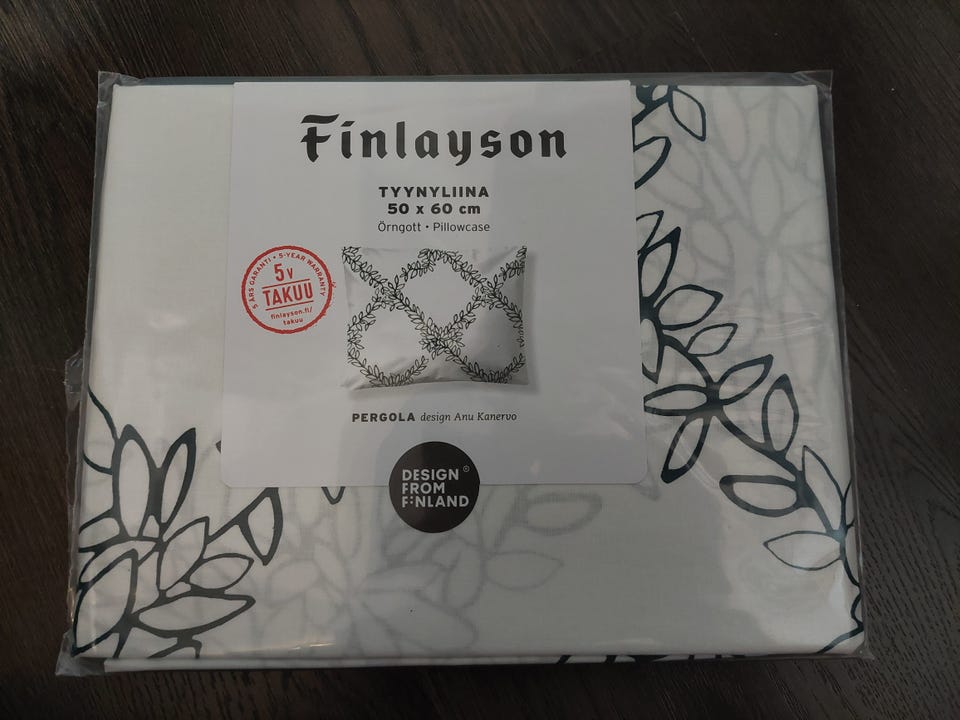 Finlayson
TYYNYLIINA
50 x 60 cm
Örngott • Pillowcase
5 ÅRS GARANTI • 5-YEAR WARRANTY
5 v
TAKUU
finlayson.fi/
takuu
PERGOLA design Anu Kanervo
DESIGN ®
FROM
FINLAND